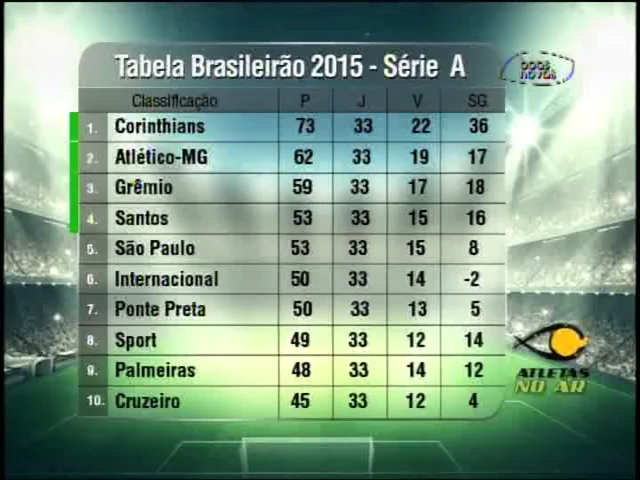 Tabela Brasileirão 2015 - Série A
BOAS NOVAS
Classificação P J V SG
1. Corinthians 73 33 22 36
2. Atlético-MG 62 33 19 17
3. Grêmio 59 33 17 18
4. Santos 53 33 15 16
5. São Paulo 53 33 15 8
6. Internacional 50 33 14 -2
7. Ponte Preta 50 33 13 5
8. Sport 49 33 12 14
9. Palmeiras 48 33 14 12
10. Cruzeiro 45 33 12 4
ATLETAS
NO AR